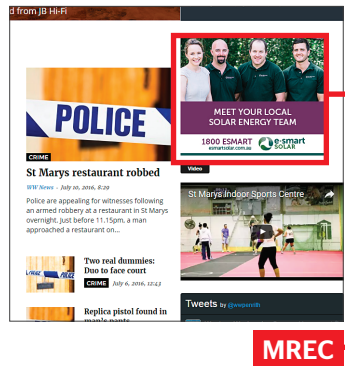 d from JB Hi-Fi
POLICE
CRIME
St Marys restaurant robbed
WW News - July 10, 2016, 8:29
Police are appealing for witnesses following
an armed robbery at a restaurant in St Marys
overnight. Just before 11.15pm, a man
approached a restaurant on...
Two real dummies:
Duo to face court
CRIME July 6, 2016, 12:43
Replica pistol found in
man's pants
MEET YOUR LOCAL
SOLAR ENERGY TEAM
1800 ESMART
esmartsolar.com.au
e-smart
SOLAR
Video
St Marys Indoor Sports Centre
Tweets by @wwpenrith
MREC